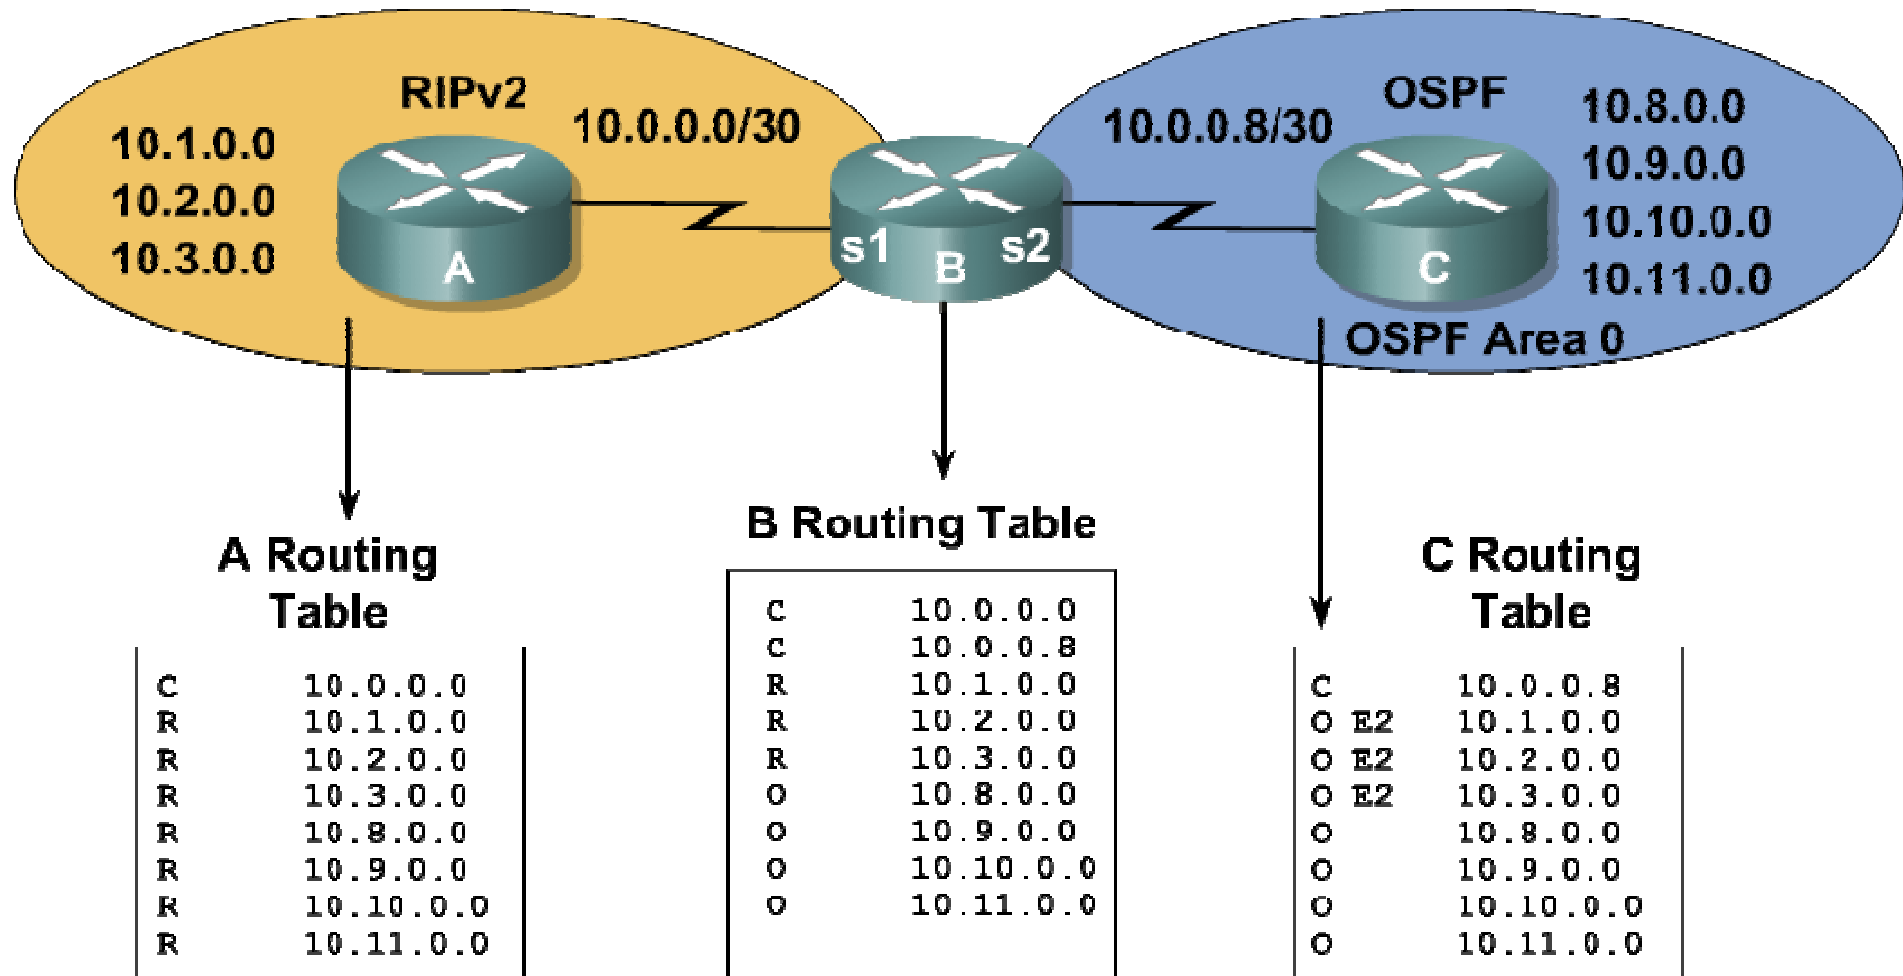 RIPv2
10.0.0.0/30
10.1.0.0
10.2.0.0
10.3.0.0
A
s1
B
s2
10.0.0.8/30
OSPF
C
10.8.0.0
10.9.0.0
10.10.0.0
10.11.0.0
OSPF Area 0
A Routing
Table
C 10.0.0.0
R 10.1.0.0
R 10.2.0.0
R 10.3.0.0
R 10.8.0.0
R 10.9.0.0
R 10.10.0.0
R 10.11.0.0
B Routing Table
C 10.0.0.0
C 10.0.0.8
R 10.1.0.0
R 10.2.0.0
R 10.3.0.0
O 10.8.0.0
O 10.9.0.0
O 10.10.0.0
O 10.11.0.0
C Routing
Table
C 10.0.0.8
O E2 10.1.0.0
O E2 10.2.0.0
O E2 10.3.0.0
O 10.8.0.0
O 10.9.0.0
O 10.10.0.0
O 10.11.0.0